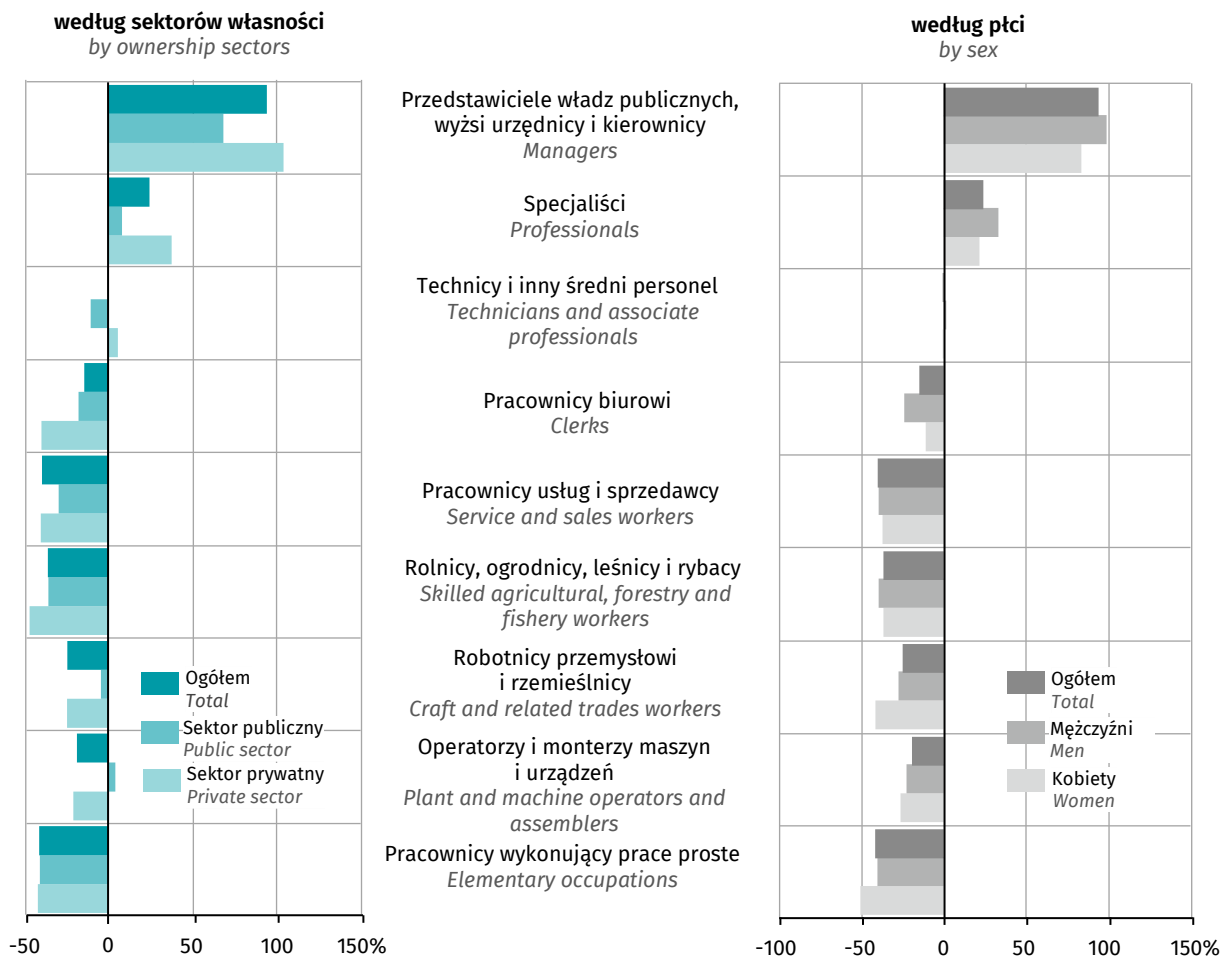 według sektorów własności
by ownership sectors
według płci
by sex
Przedstawiciele władz publicznych,
wyżsi urzędnicy i kierownicy
Managers
Specjaliści
Professionals
Technicy i inny średni personel
Technicians and associate
professionals
Pracownicy biurowi
Clerks
Pracownicy usług i sprzedawcy
Service and sales workers
Rolnicy, ogrodnicy, leśnicy i rybacy
Skilled agricultural, forestry and
fishery workers
Robotnicy przemysłowi
i rzemieślnicy
Craft and related trades workers
Operatorzy i monterzy maszyn
i urządzeń
Plant and machine operators and
assemblers
Pracownicy wykonujący prace proste
Elementary occupations
Ogółem
Total
Sektor publiczny
Public sector
Sektor prywatny
Private sector
Ogółem
Total
Mężczyźni
Men
Kobiety
Women
-50 0 50 100 150%
-100 -50 0 50 100 150%